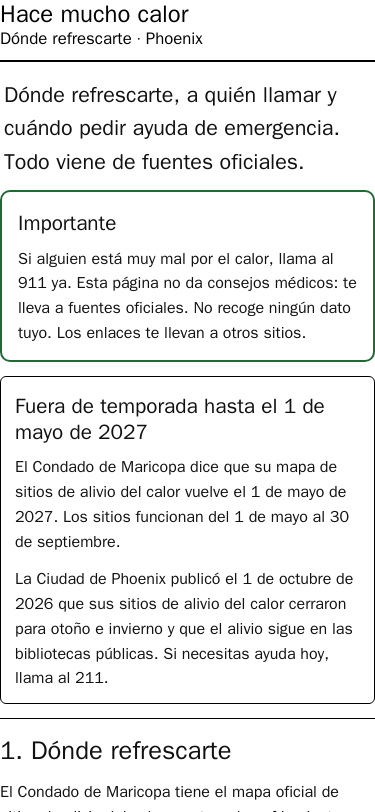 Hace mucho calor
Dónde refrescarte · Phoenix
Dónde refrescarte, a quién llamar y
cuándo pedir ayuda de emergencia.
Todo viene de fuentes oficiales.
Importante
Si alguien está muy mal por el calor, llama al
911 ya. Esta página no da consejos médicos: te
lleva a fuentes oficiales. No recoge ningún dato
tuyo. Los enlaces te llevan a otros sitios.
Fuera de temporada hasta el 1 de
mayo de 2027
El Condado de Maricopa dice que su mapa de
sitios de alivio del calor vuelve el 1 de mayo de
2027. Los sitios funcionan del 1 de mayo al 30
de septiembre.
La Ciudad de Phoenix publicó el 1 de octubre de
2026 que sus sitios de alivio del calor cerraron
para otoño e invierno y que el alivio sigue en las
bibliotecas públicas. Si necesitas ayuda hoy,
llama al 211.
1. Dónde refrescarte
El Condado de Maricopa tiene el mapa oficial de